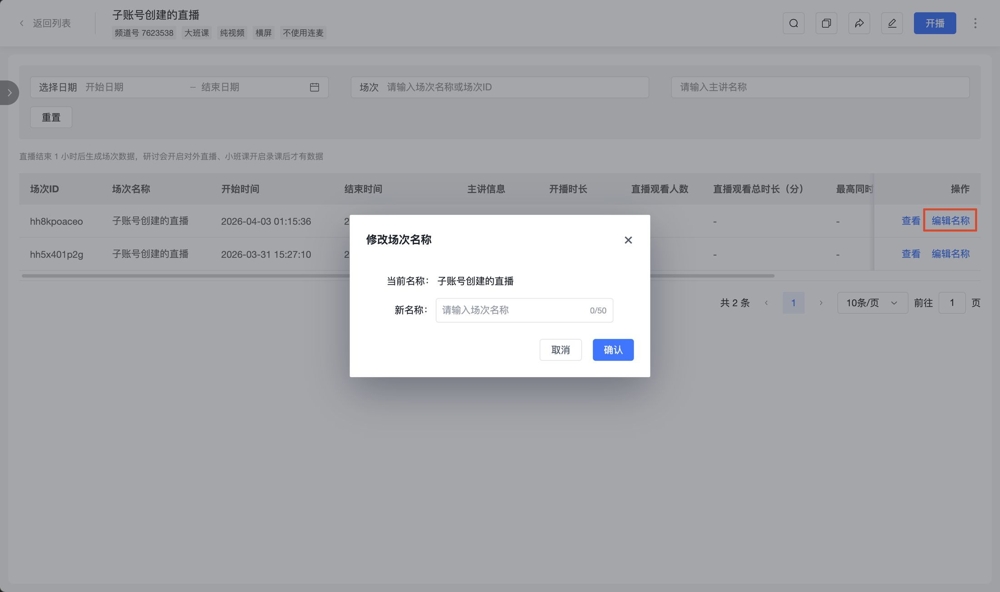 返回列表
子账号创建的直播
频道号 7623538 大班课 纯视频 横屏 不使用连麦
开播
选择日期 开始日期 – 结束日期 场次 请输入场次名称或场次ID 请输入主讲名称
重置
直播结束 1 小时后生成场次数据，研讨会开启对外直播、小班课开启录课后才有数据
场次ID 场次名称 开始时间 结束时间 主讲信息 开播时长 直播观看人数 直播观看总时长（分） 最高同时 操作
hh8kpoaceo 子账号创建的直播 2026-04-03 01:15:36 2 - - 查看 编辑名称
hh5x401p2g 子账号创建的直播 2026-03-31 15:27:10 2 - - 查看 编辑名称
共 2 条 1 10条/页 前往 1 页
修改场次名称
当前名称： 子账号创建的直播
新名称： 请输入场次名称 0/50
取消 确认